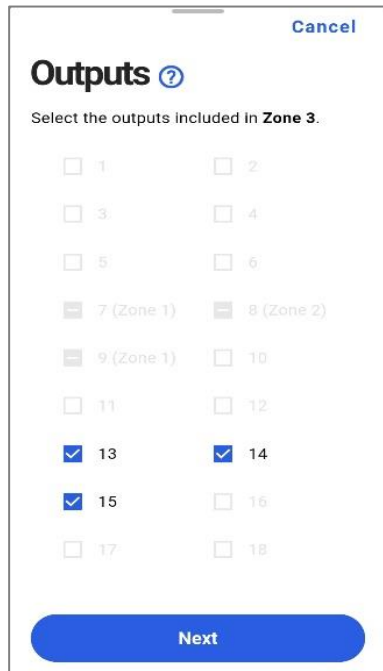 Cancel
Outputs ?
Select the outputs included in Zone 3.
1 2
3 4
5 6
7 (Zone 1) 8 (Zone 2)
9 (Zone 1) 10
11 12
13 14
15 16
17 18
Next